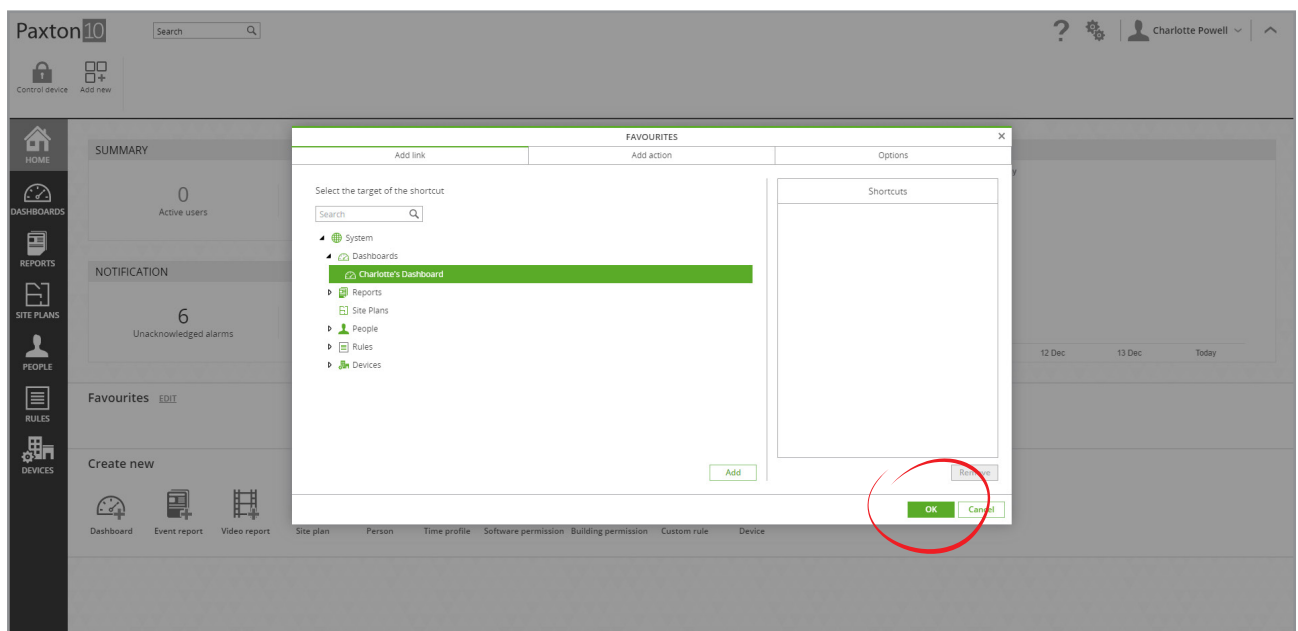 Paxton 10
Search
Charlotte Powell
Control device
Add new
HOME
DASHBOARDS
REPORTS
SITE PLANS
PEOPLE
RULES
DEVICES
SUMMARY
0
Active users
NOTIFICATION
6
Unacknowledged alarms
FAVOURITES
Add link
Add action
Options
Select the target of the shortcut
Search
System
Dashboards
Charlotte's Dashboard
Reports
Site Plans
People
Rules
Devices
Add
Shortcuts
Remove
OK
Cancel
12 Dec
13 Dec
Today
Favourites EDIT
Create new
Dashboard
Event report
Video report
Site plan
Person
Time profile
Software permission
Building permission
Custom rule
Device